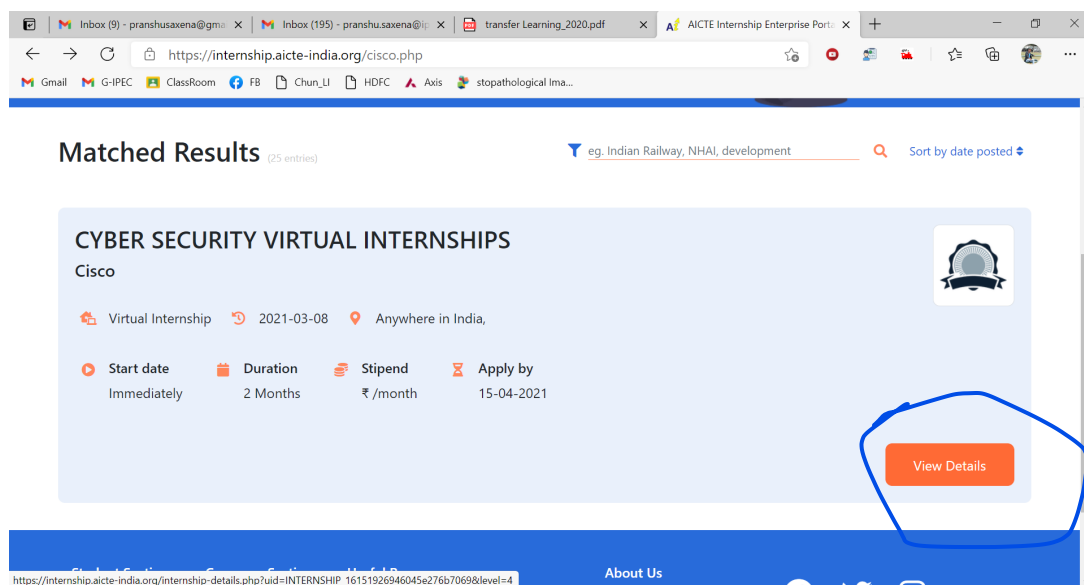 Inbox (9) - pranshusaxena@gma
Inbox (195) - pranshu.saxena@ip
transfer Learning_2020.pdf
AICTE Internship Enterprise Porta
https://internship.aicte-india.org/cisco.php
Gmail G-IPEC ClassRoom FB Chun_LI HDFC Axis stopathological Ima...
Matched Results (25 entries)
eg. Indian Railway, NHAI, development
Sort by date posted
CYBER SECURITY VIRTUAL INTERNSHIPS
Cisco
Virtual Internship 2021-03-08 Anywhere in India,
Start date Duration Stipend Apply by
Immediately 2 Months ₹ /month 15-04-2021
View Details
About Us
https://internship.aicte-india.org/internship-details.php?uid=INTERNSHIP_16151926946045e276b7069&level=4